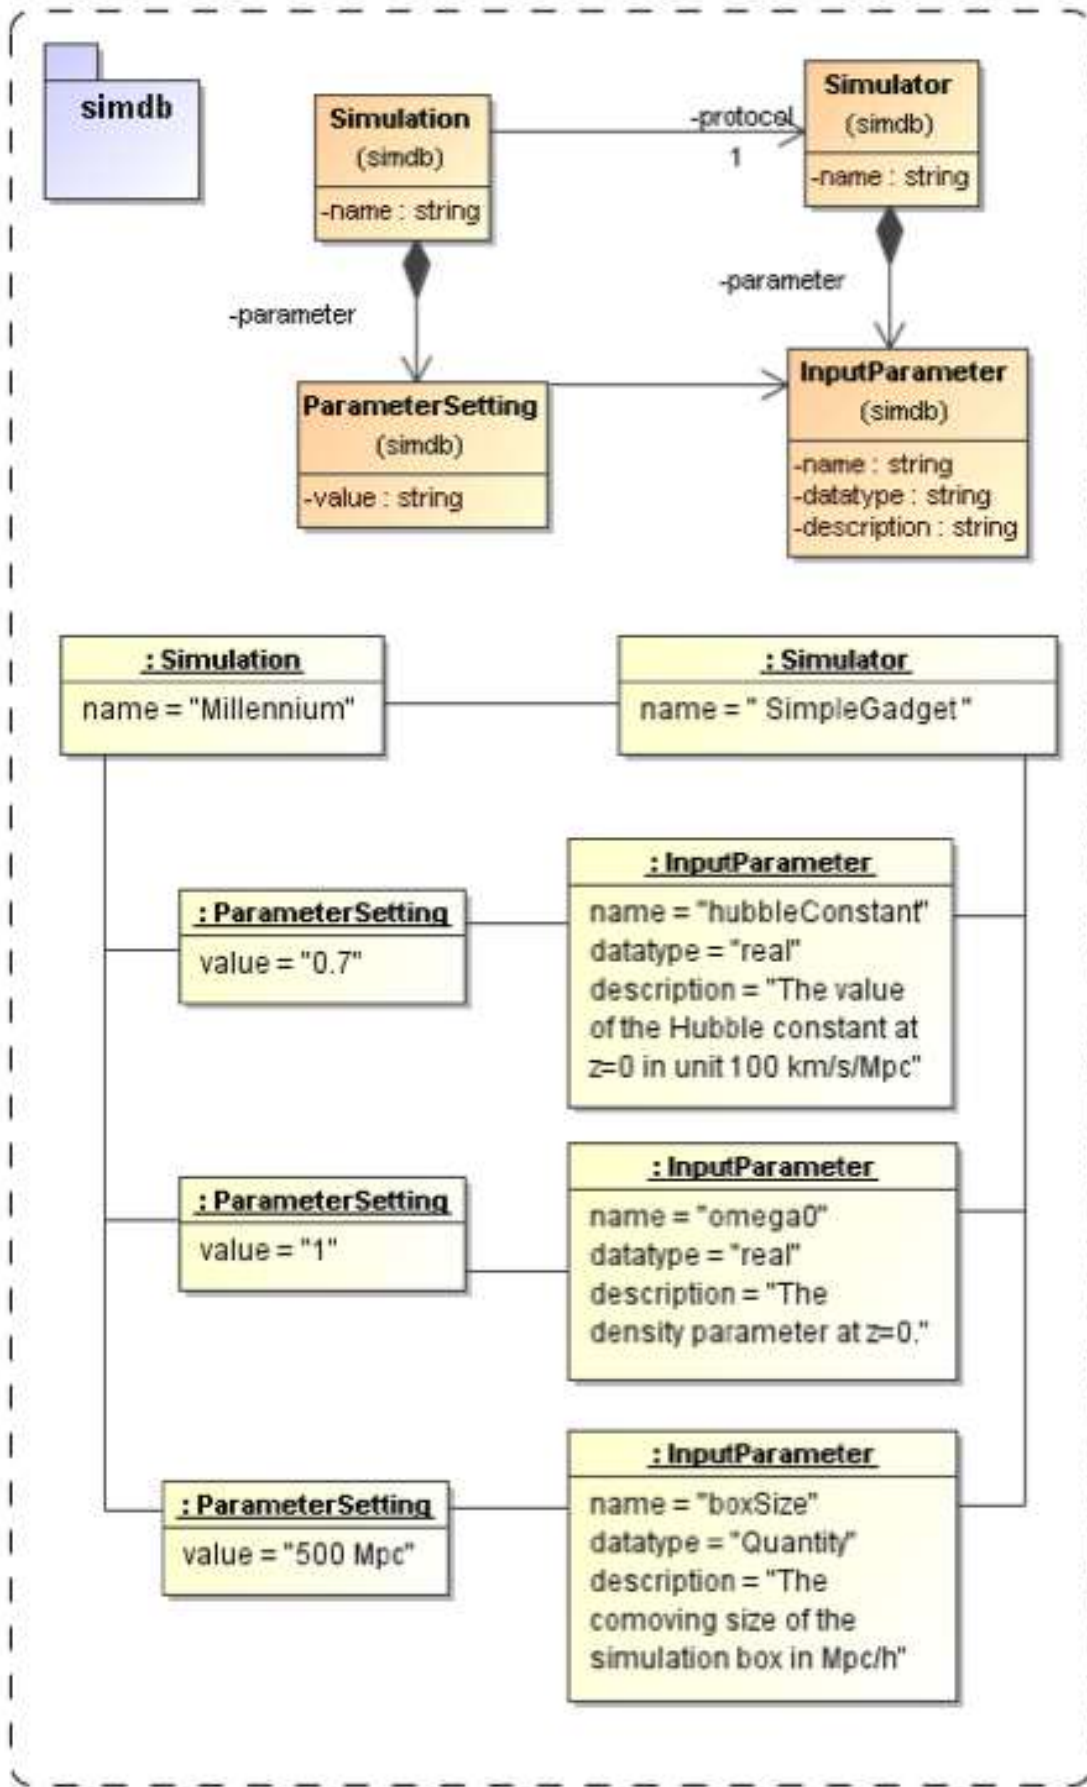 simdb
Simulation
(simdb)
-name : string
-protocol
1
Simulator
(simdb)
-name : string
-parameter
-parameter
ParameterSetting
(simdb)
-value : string
InputParameter
(simdb)
-name : string
-datatype : string
-description : string
: Simulation
name = "Millennium"
: Simulator
name = " SimpleGadget "
: ParameterSetting
value = "0.7"
: InputParameter
name = "hubbleConstant"
datatype = "real"
description = "The value
of the Hubble constant at
z=0 in unit 100 km/s/Mpc"
: ParameterSetting
value = "1"
: InputParameter
name = "omega0"
datatype = "real"
description = "The
density parameter at z=0."
: ParameterSetting
value = "500 Mpc"
: InputParameter
name = "boxSize"
datatype = "Quantity"
description = "The
comoving size of the
simulation box in Mpc/h"